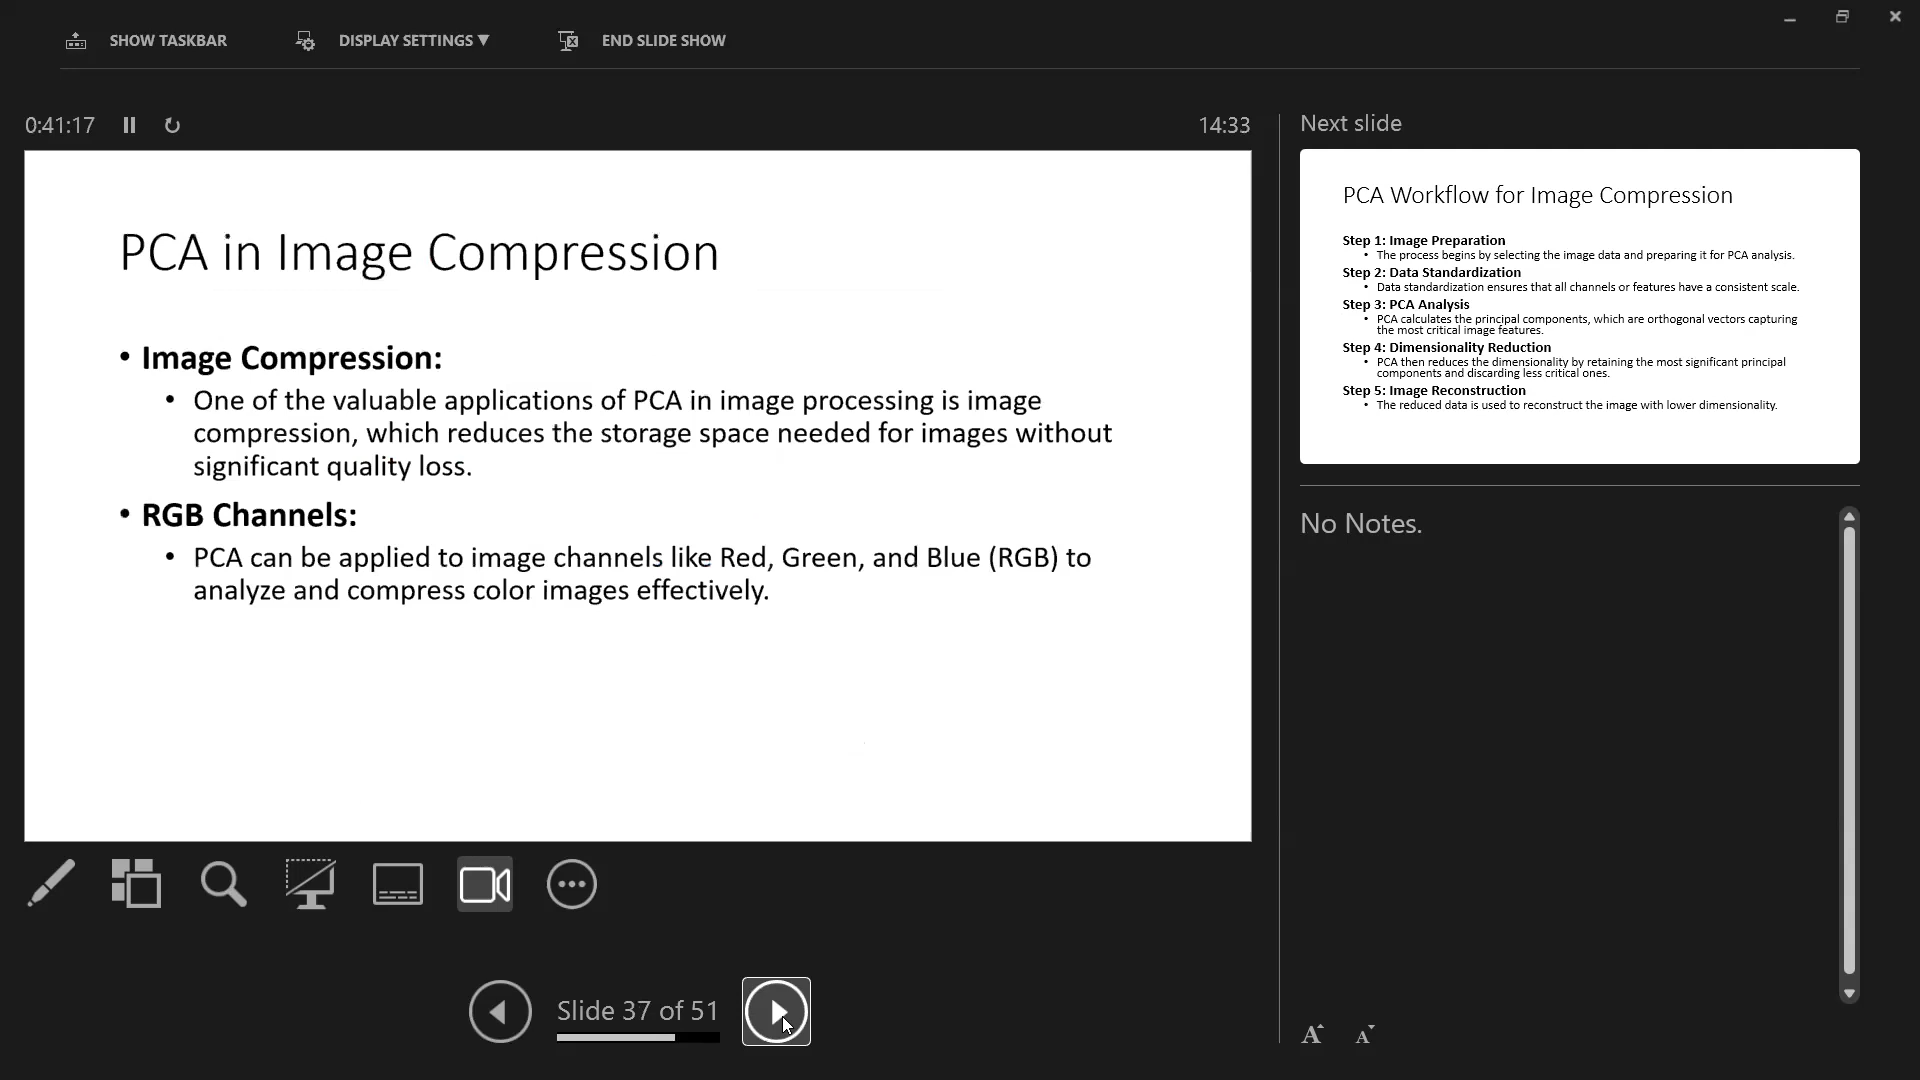 SHOW TASKBAR
DISPLAY SETTINGS ▼
END SLIDE SHOW
0:41:17
14:33
PCA in Image Compression
• Image Compression:
• One of the valuable applications of PCA in image processing is image
compression, which reduces the storage space needed for images without
significant quality loss.
• RGB Channels:
• PCA can be applied to image channels like Red, Green, and Blue (RGB) to
analyze and compress color images effectively.
Slide 37 of 51
Next slide
PCA Workflow for Image Compression
Step 1: Image Preparation
• The process begins by selecting the image data and preparing it for PCA analysis.
Step 2: Data Standardization
• Data standardization ensures that all channels or features have a consistent scale.
Step 3: PCA Analysis
• PCA calculates the principal components, which are orthogonal vectors capturing
the most critical image features.
Step 4: Dimensionality Reduction
• PCA then reduces the dimensionality by retaining the most significant principal
components and discarding less critical ones.
Step 5: Image Reconstruction
• The reduced data is used to reconstruct the image with lower dimensionality.
No Notes.
A A